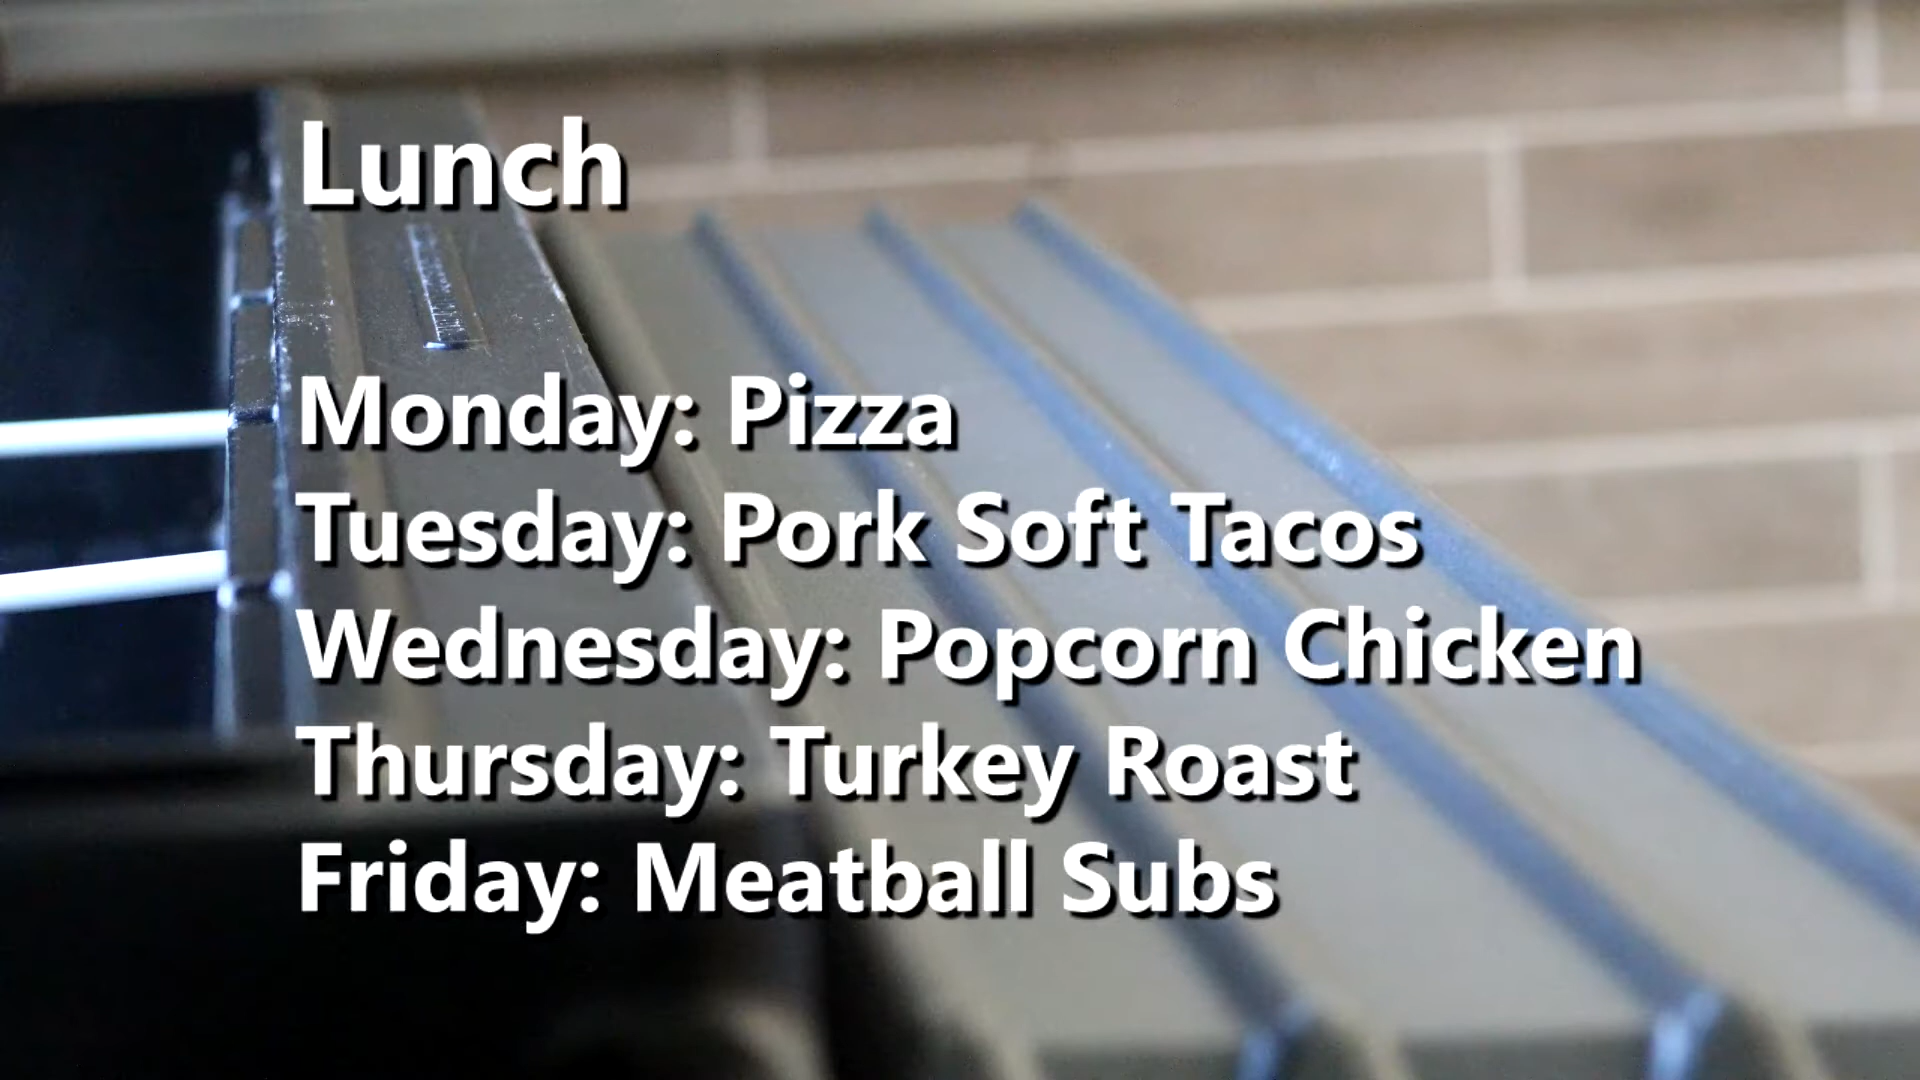 Lunch
Monday: Pizza
Tuesday: Pork Soft Tacos
Wednesday: Popcorn Chicken
Thursday: Turkey Roast
Friday: Meatball Subs